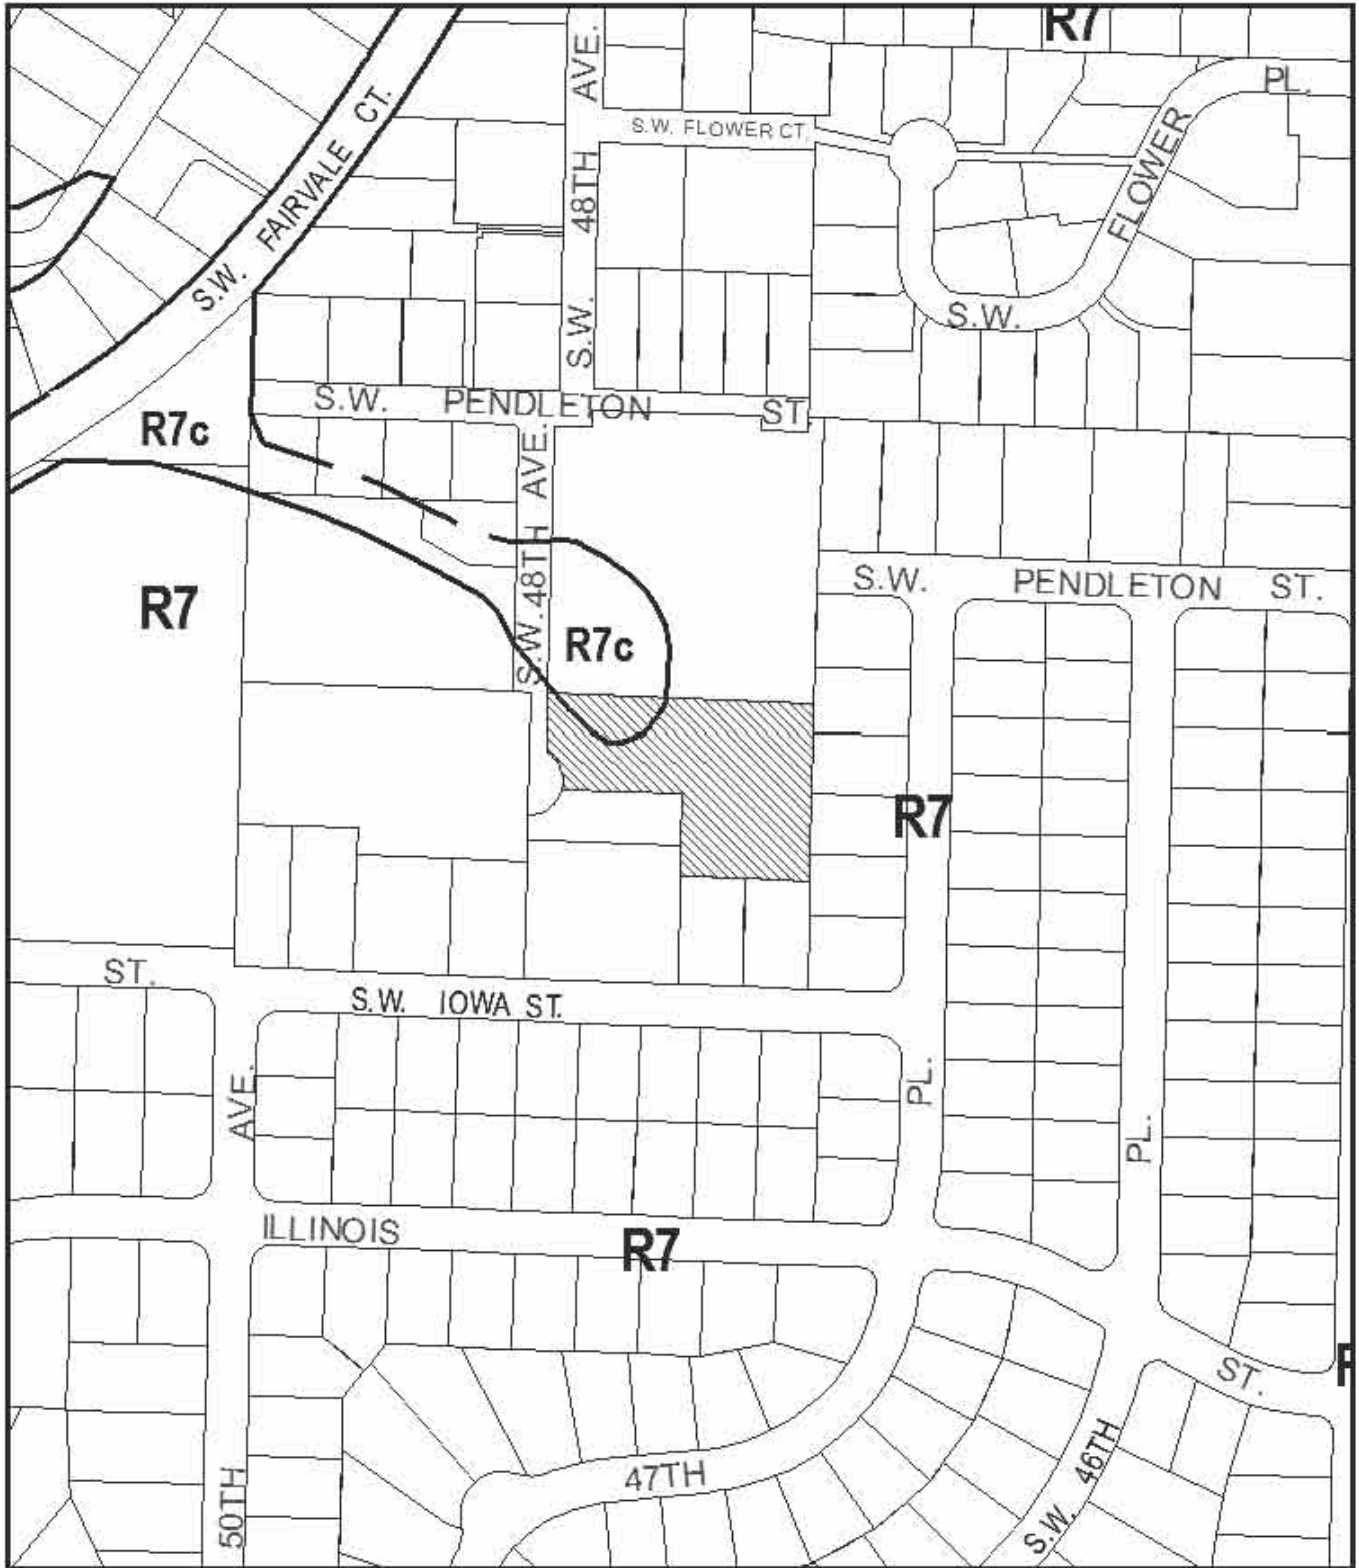 R7
PL.
FLOWER
S.W.
S.W. FLOWER CT.
AVE.
48TH
S.W.
S.W. FAIRVALE CT.
S.W. PENDLETON ST.
R7c
S.W. 48TH AVE.
R7
R7c
S.W. PENDLETON ST.
R7
ST.
S.W. IOWA ST.
AVE.
PL.
PL.
ILLINOIS
R7
ST.
47TH
S.W. 46TH
50TH